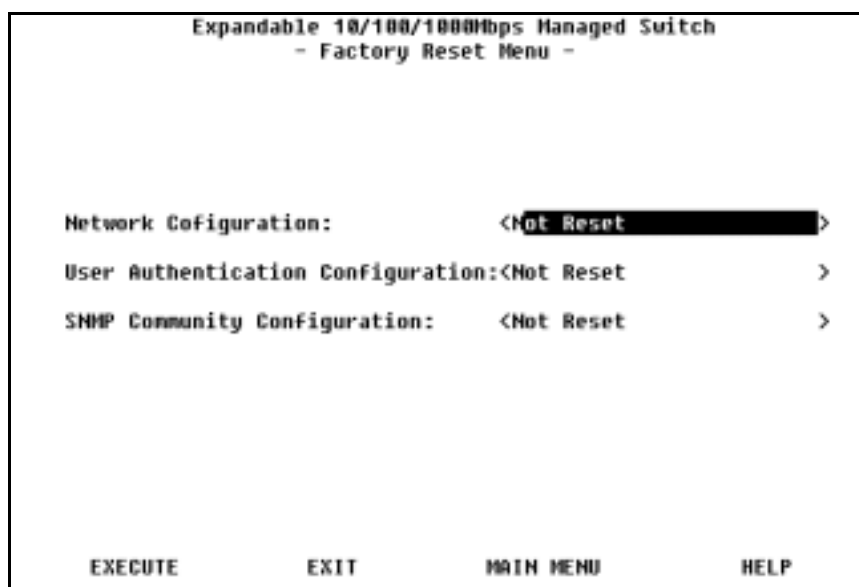 Expandable 10/100/1000Mbps Managed Switch
- Factory Reset Menu -
Network Cofiguration: <Not Reset >
User Authentication Configuration:<Not Reset >
SNMP Community Configuration: <Not Reset >
EXECUTE EXIT MAIN MENU HELP